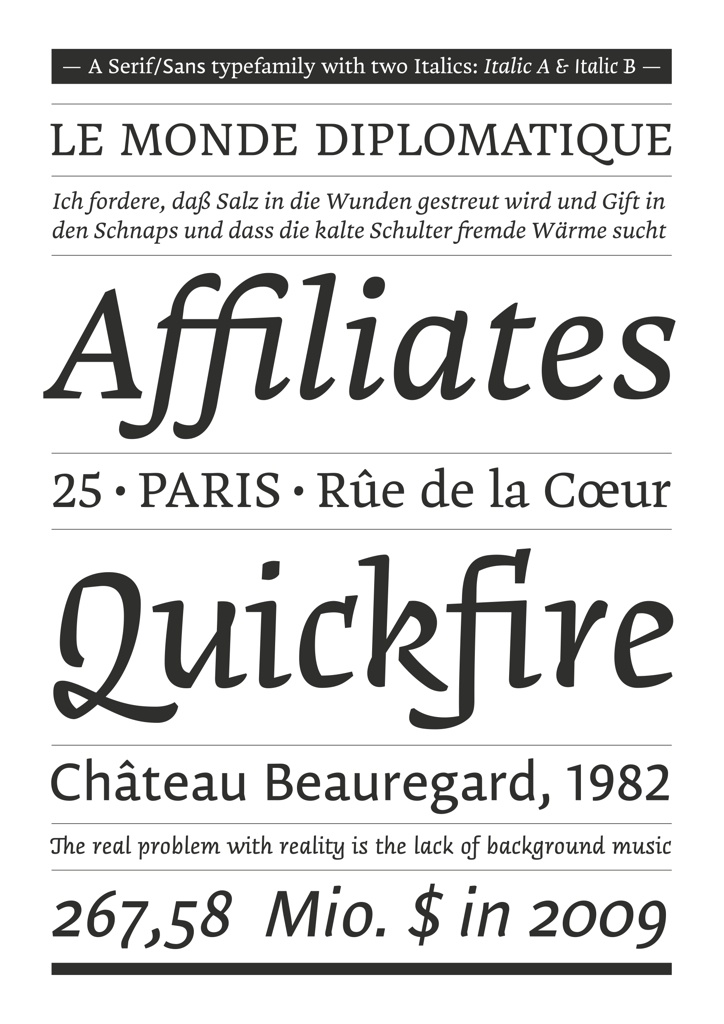 — A Serif/Sans typefamily with two Italics: Italic A & Italic B —
LE MONDE DIPLOMATIQUE
Ich fordere, daß Salz in die Wunden gestreut wird und Gift in
den Schnaps und dass die kalte Schulter fremde Wärme sucht
Affiliates
25 · PARIS · Rûe de la Cœur
Quickfire
Château Beauregard, 1982
The real problem with reality is the lack of background music
267,58 Mio. $ in 2009